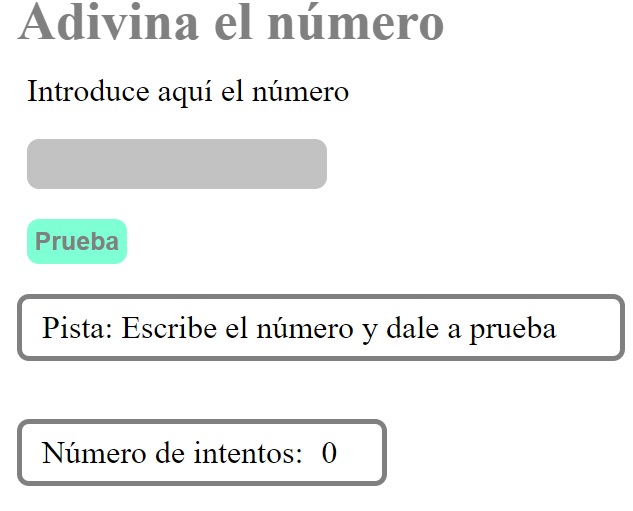 Adivina el número
Introduce aquí el número
Prueba
Pista: Escribe el número y dale a prueba
Número de intentos: 0